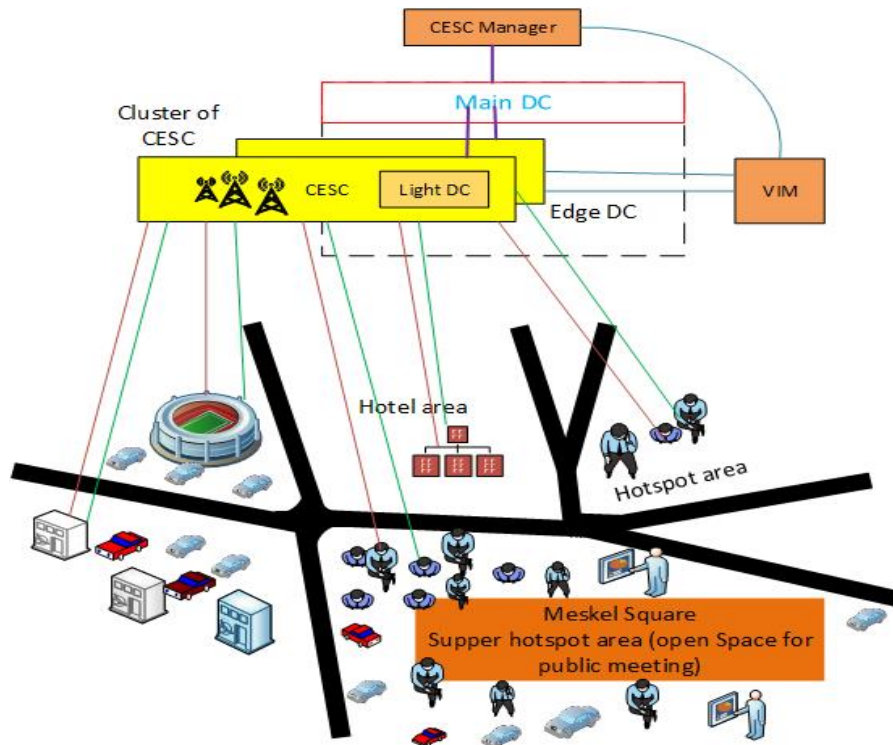 CESC Manager
Main DC
Cluster of
CESC
CESC
Light DC
VIM
Edge DC
Hotel area
Hotspot area
Meskel Square
Supper hotspot area (open Space for
public meeting)